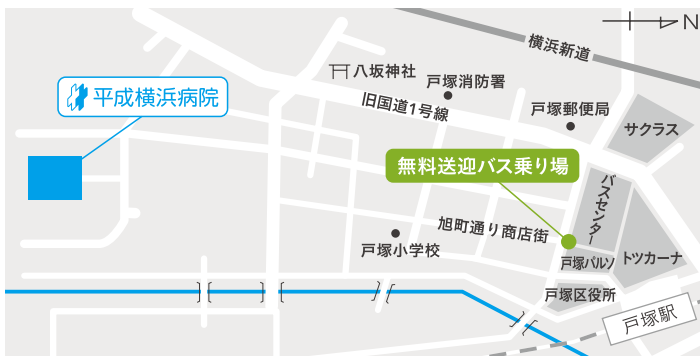 N
横浜新道
八坂神社
戸塚消防署
平成横浜病院
旧国道1号線
戸塚郵便局
サクラス
無料送迎バス乗り場
バスセンター
旭町通り商店街
戸塚小学校
戸塚パルソ
トツカーナ
戸塚区役所
戸塚駅